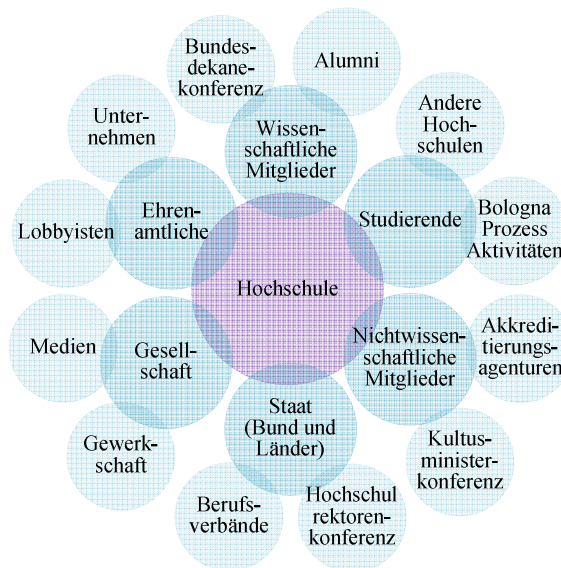 Bundes-
dekane-
konferenz
Alumni
Unter-
nehmen
Wissen-
schaftliche
Mitglieder
Andere
Hoch-
schulen
Lobbyisten
Ehren-
amtliche
Studierende
Bologna
Prozess
Aktivitäten
Hochschule
Medien
Gesell-
schaft
Nichtwissen-
schaftliche
Mitglieder
Akkredi-
tierungs-
agenturen
Gewerk-
schaft
Staat
(Bund und
Länder)
Kultus-
minister-
konferenz
Berufs-
verbände
Hochschul
rektoren-
konferenz